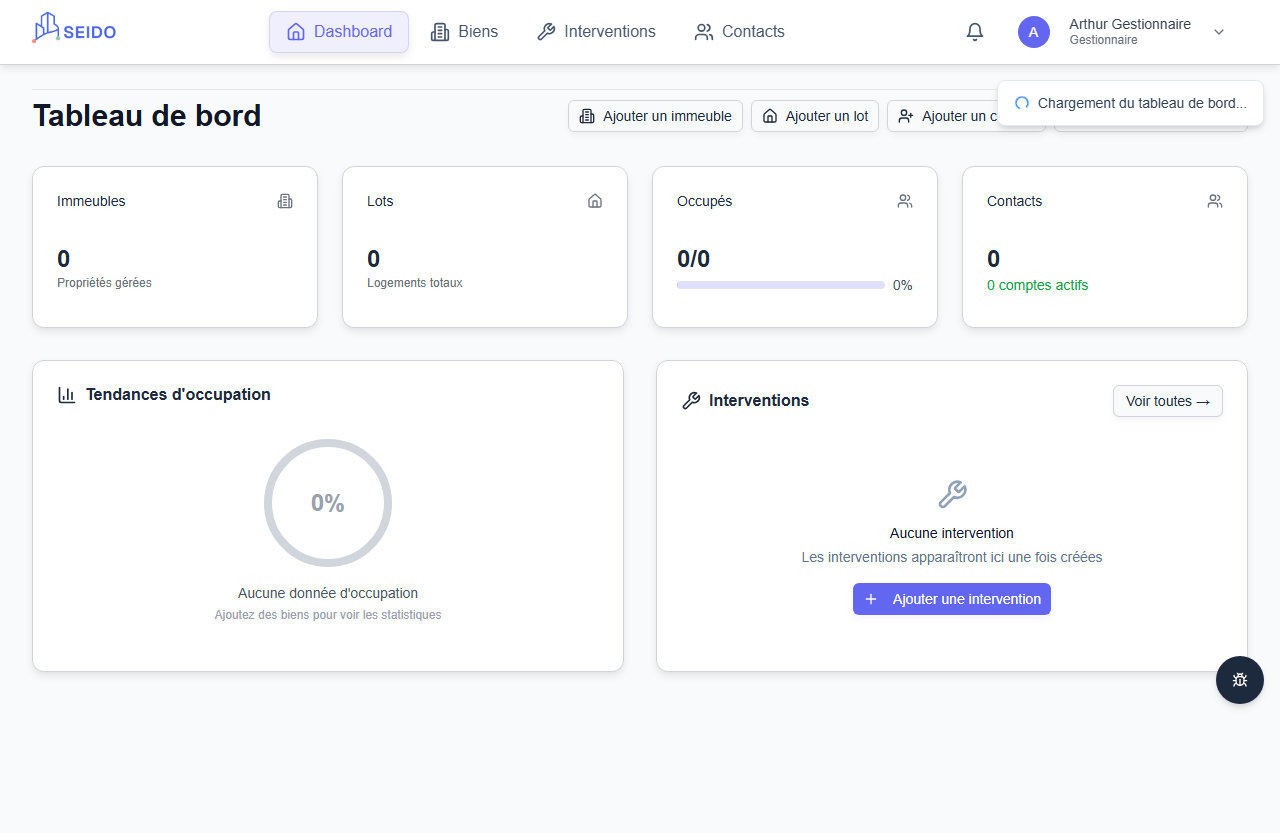 SEIDO
Dashboard
Biens
Interventions
Contacts
A
Arthur Gestionnaire
Gestionnaire
Chargement du tableau de bord...
Tableau de bord
Ajouter un immeuble
Ajouter un lot
Ajouter un c
Immeubles
0
Propriétés gérées
Lots
0
Logements totaux
Occupés
0/0
0%
Contacts
0
0 comptes actifs
Tendances d'occupation
0%
Aucune donnée d'occupation
Ajoutez des biens pour voir les statistiques
Interventions
Voir toutes →
Aucune intervention
Les interventions apparaîtront ici une fois créées
Ajouter une intervention